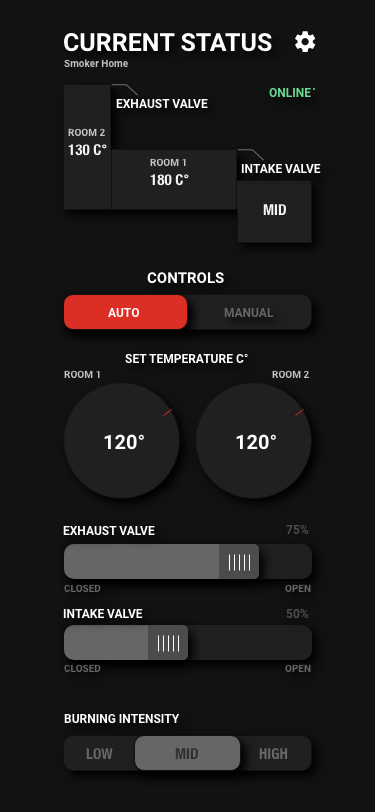 CURRENT STATUS
Smoker Home
ONLINE
EXHAUST VALVE
ROOM 2
130 C°
ROOM 1
180 C°
INTAKE VALVE
MID
CONTROLS
AUTO MANUAL
SET TEMPERATURE C°
ROOM 1 ROOM 2
120° 120°
EXHAUST VALVE 75%
CLOSED OPEN
INTAKE VALVE 50%
CLOSED OPEN
BURNING INTENSITY
LOW MID HIGH